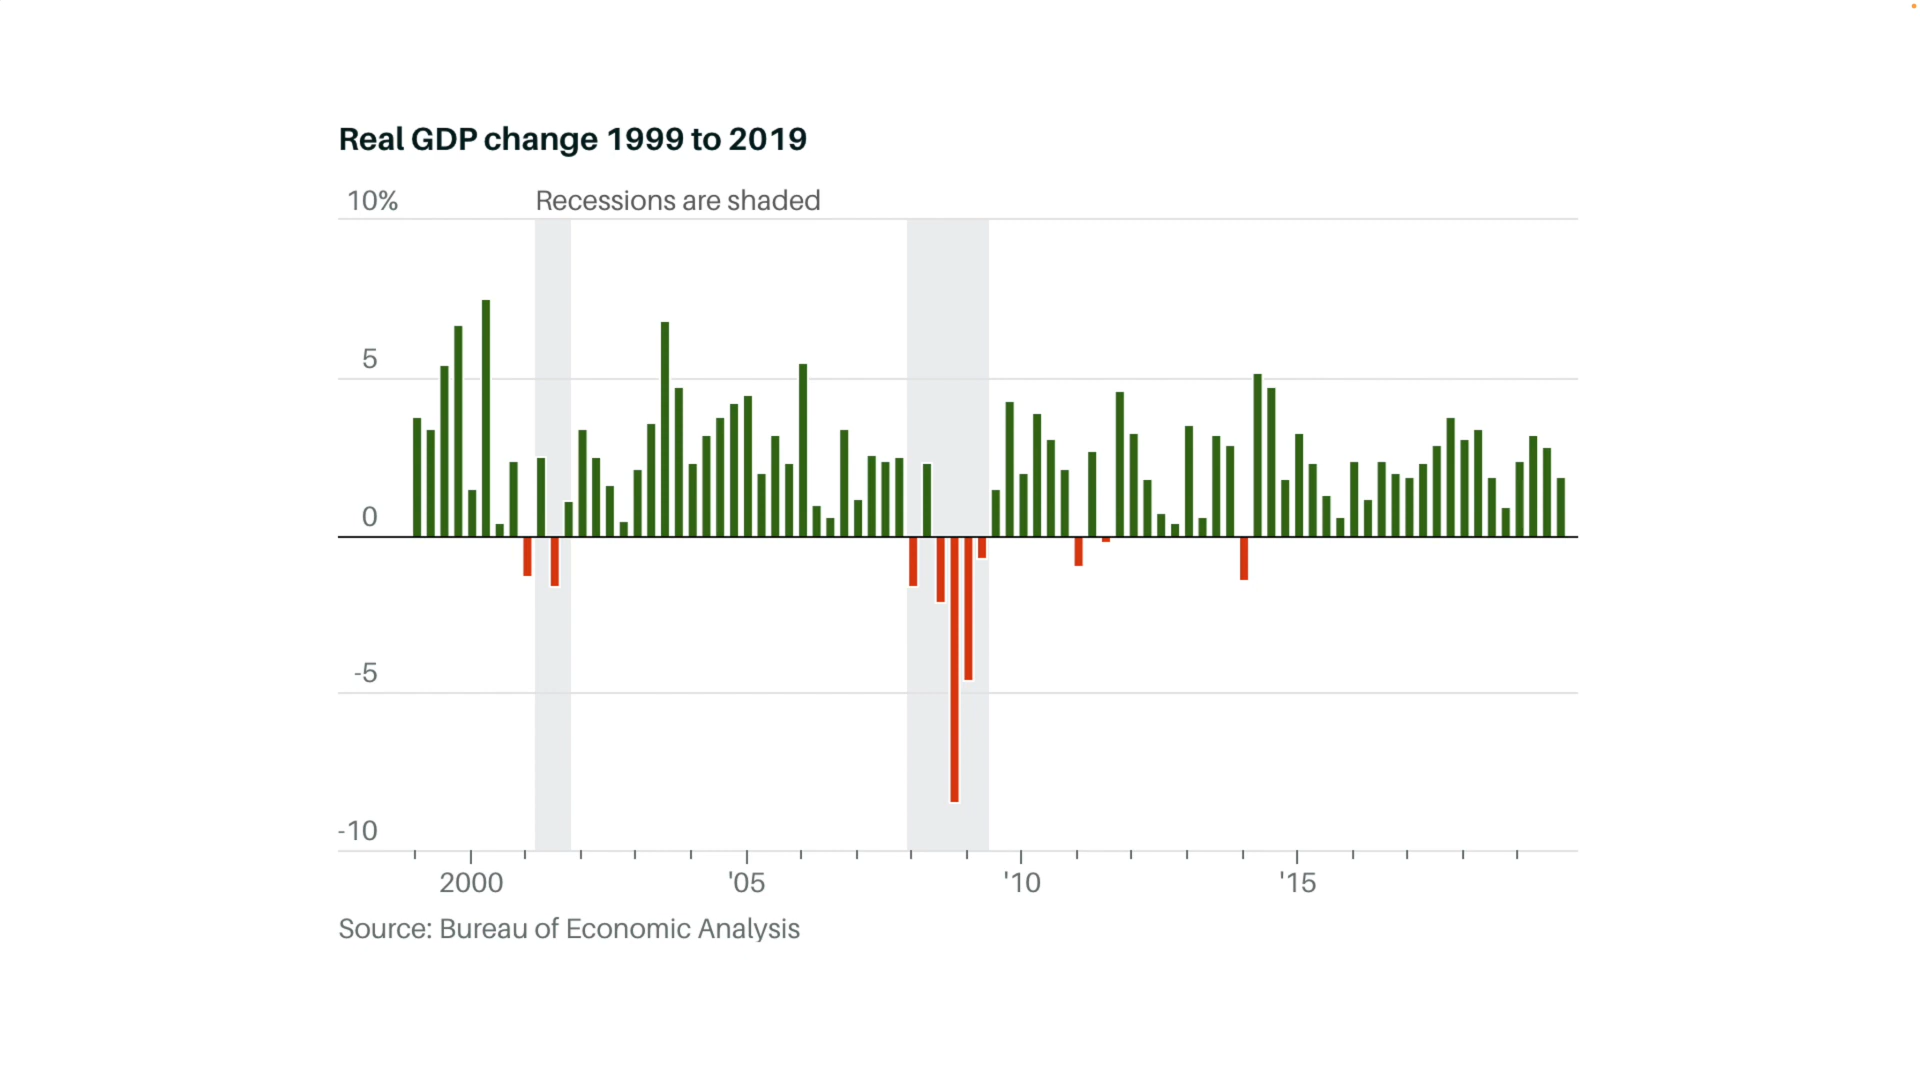 Real GDP change 1999 to 2019
10% Recessions are shaded
5
0
-5
-10
2000 '05 '10 '15
Source: Bureau of Economic Analysis